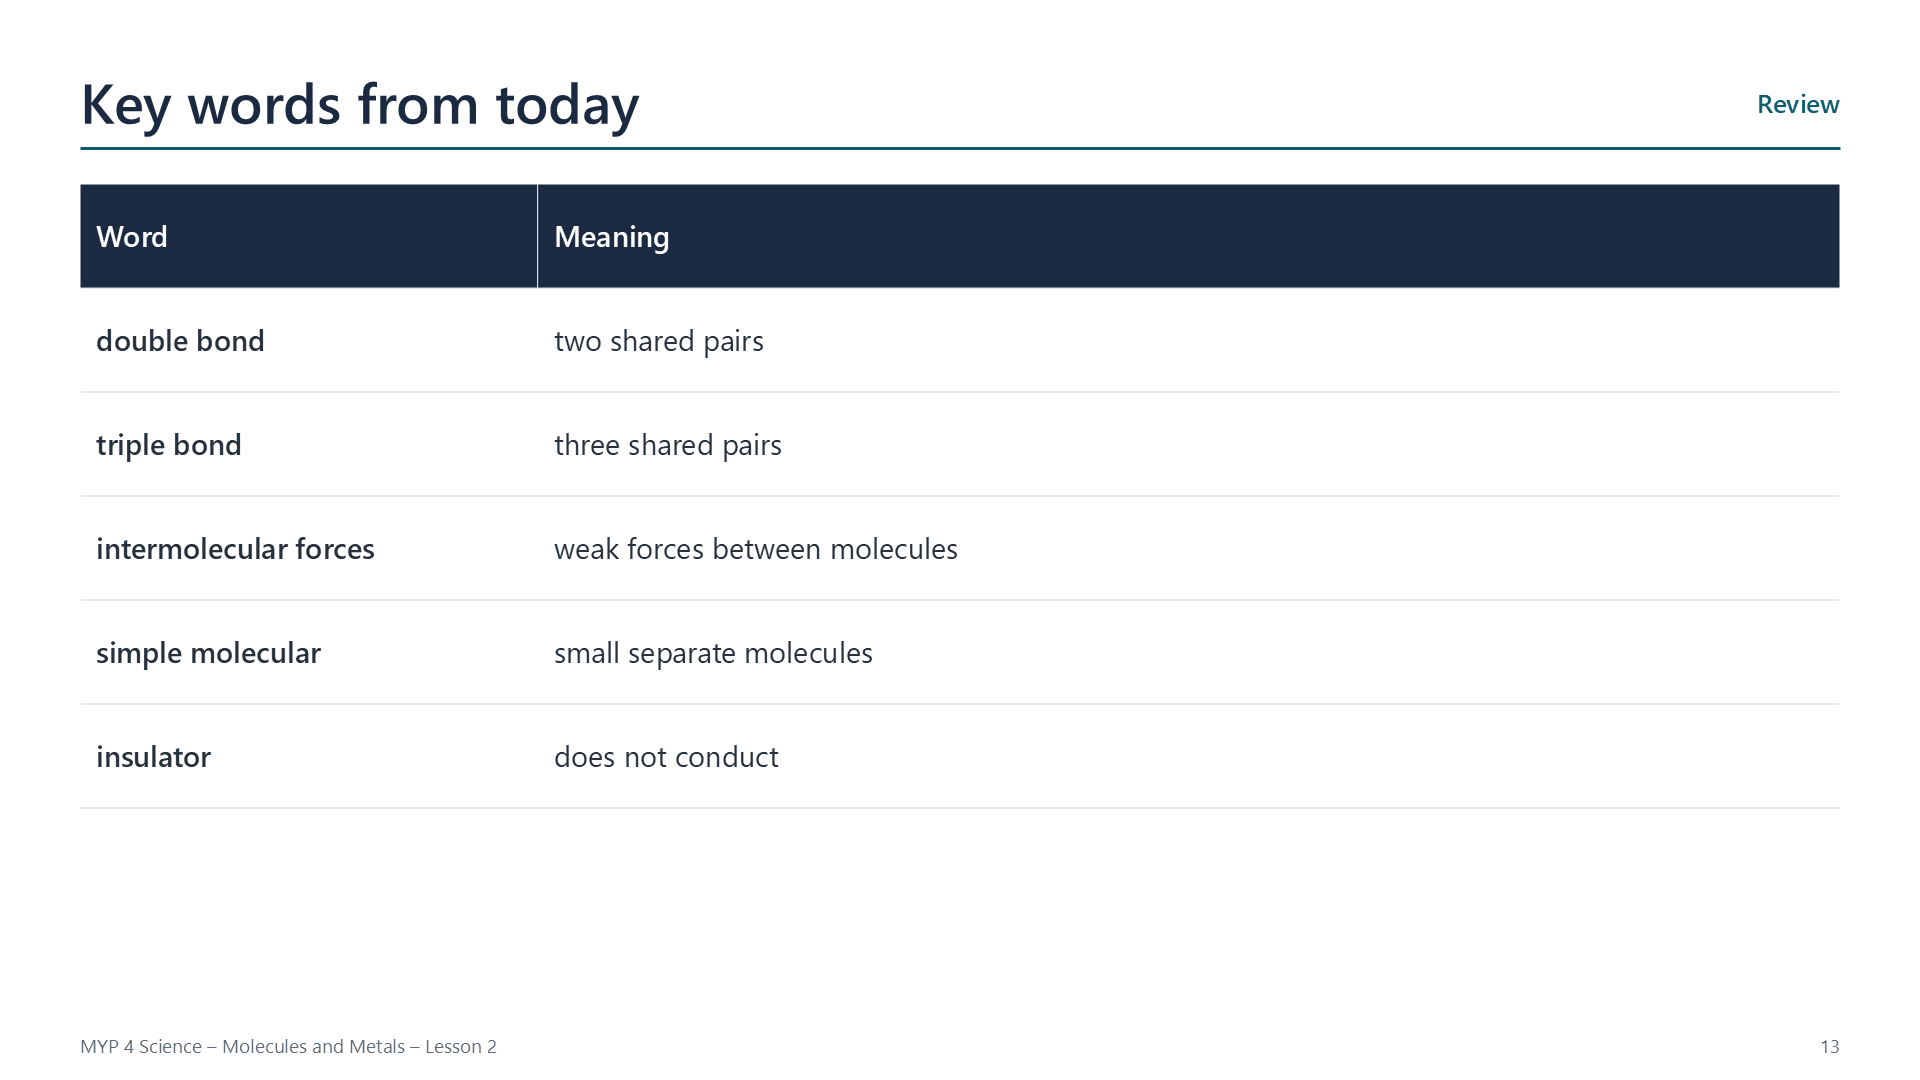 Key words from today
Review
Word Meaning
double bond two shared pairs
triple bond three shared pairs
intermolecular forces weak forces between molecules
simple molecular small separate molecules
insulator does not conduct
MYP 4 Science – Molecules and Metals – Lesson 2
13